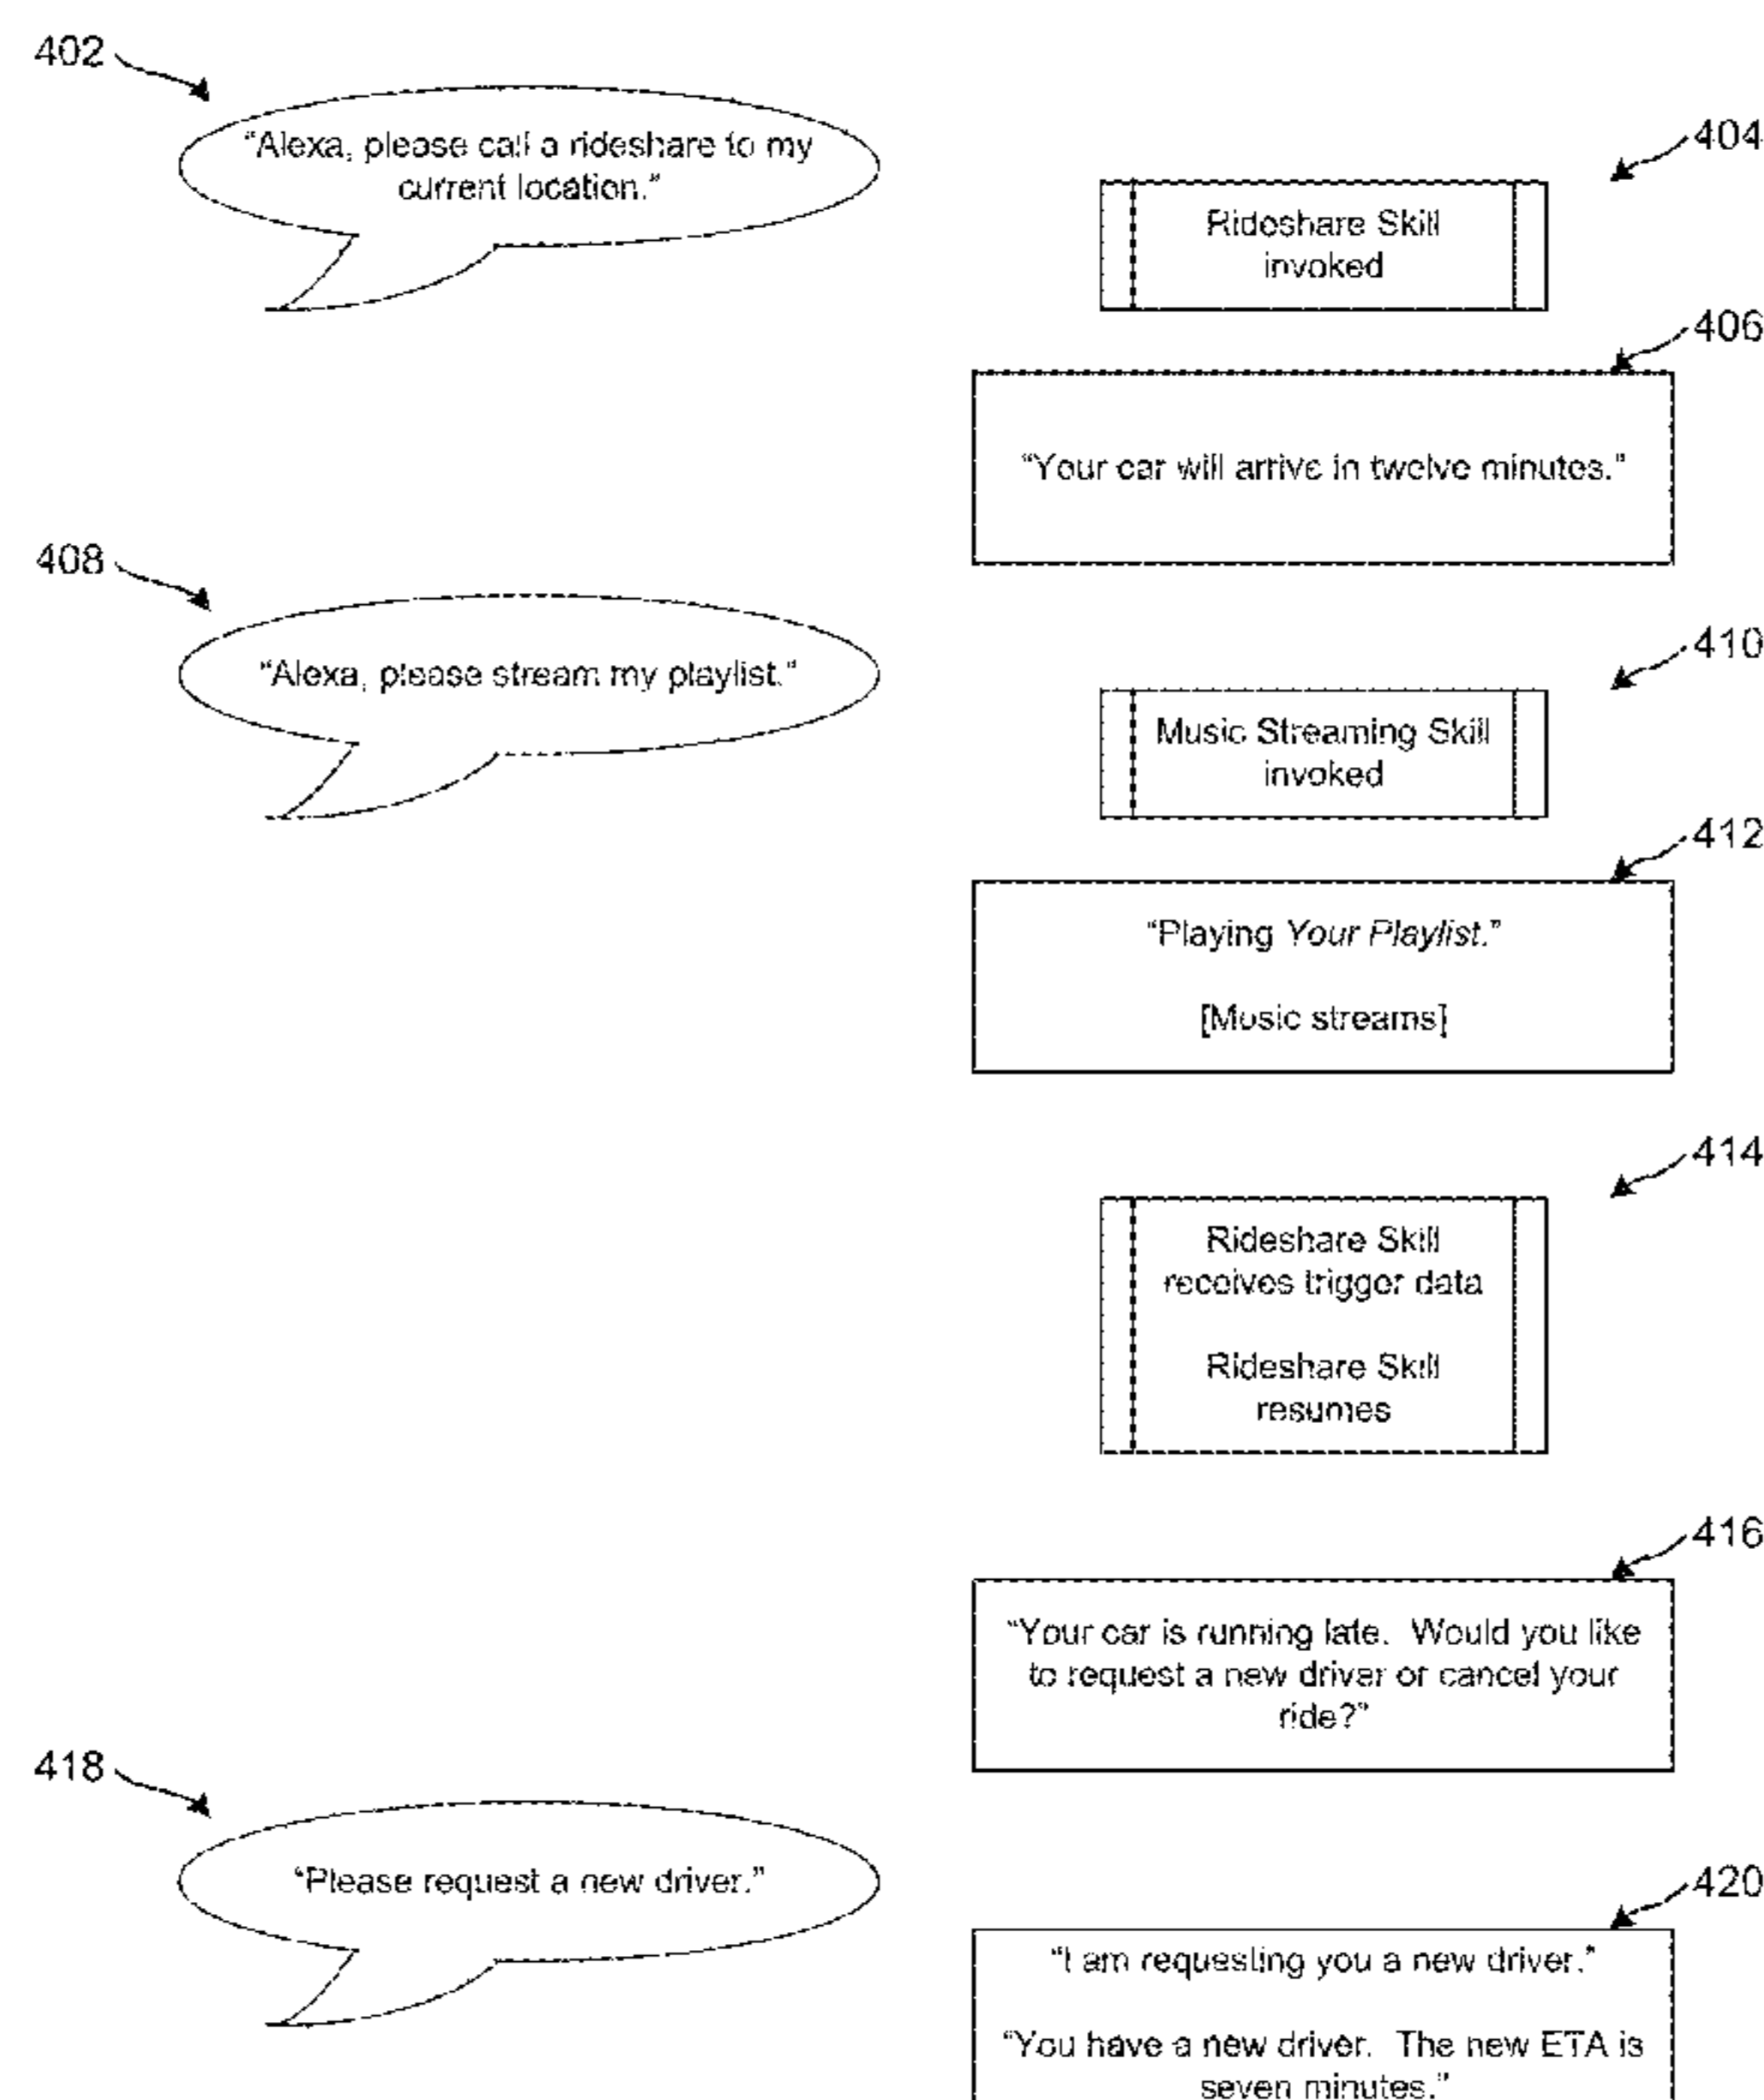 402
“Alexa, please call a rideshare to my
current location.”
404
Rideshare Skill
invoked
406
“Your car will arrive in twelve minutes.”
408
“Alexa, please stream my playlist.”
410
Music Streaming Skill
invoked
412
“Playing Your Playlist.”
[Music streams]
414
Rideshare Skill
receives trigger data
Rideshare Skill
resumes
416
“Your car is running late. Would you like
to request a new driver or cancel your
ride?”
418
“Please request a new driver.”
420
“I am requesting you a new driver.”
“You have a new driver. The new ETA is
seven minutes.”